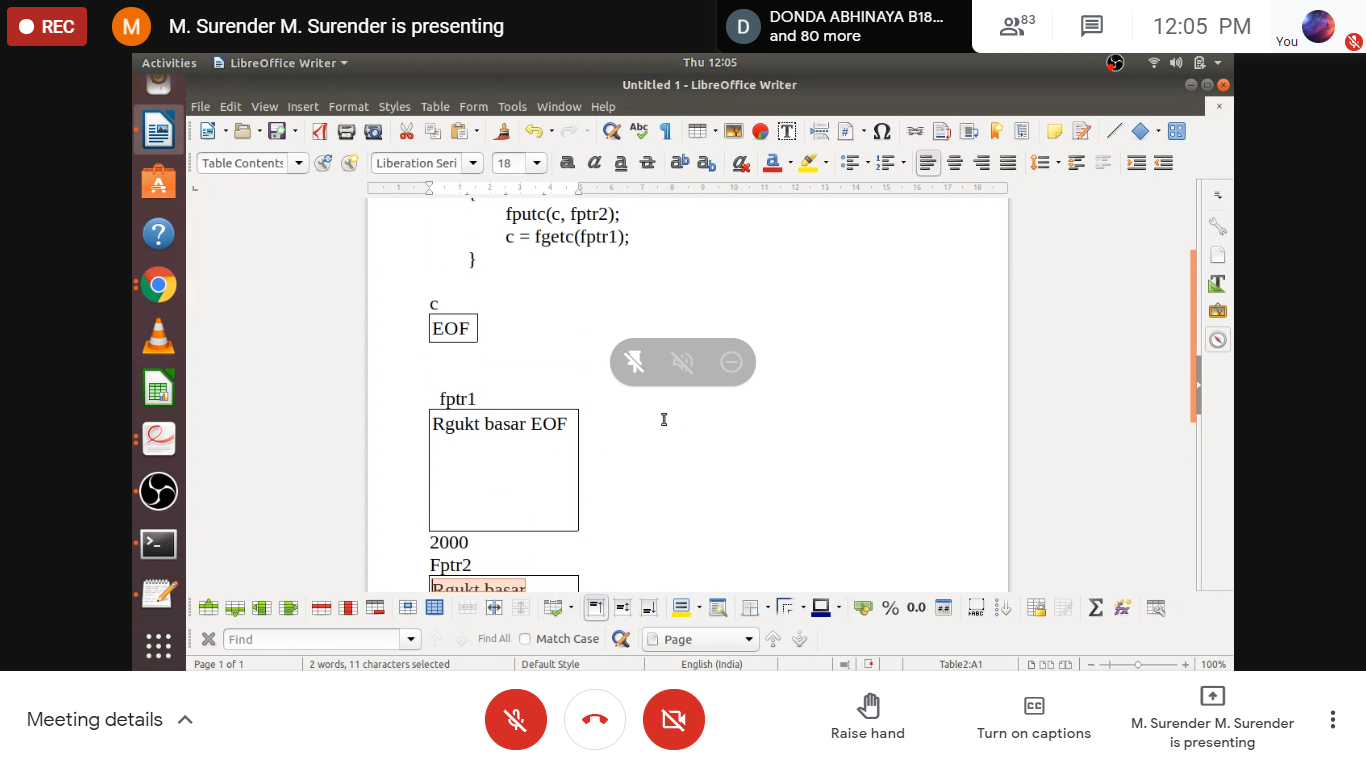 REC
M
M. Surender M. Surender is presenting
D
DONDA ABHINAYA B18...
and 80 more
83
12:05 PM
You
Activities
LibreOffice Writer
Thu 12:05
Untitled 1 - LibreOffice Writer
File Edit View Insert Format Styles Table Form Tools Window Help
Table Contents
Liberation Seri
18
fputc(c, fptr2);
c = fgetc(fptr1);
}
c
EOF
fptr1
Rgukt basar EOF
2000
Fptr2
Rgukt basar
Find
Find All
Match Case
Page
Page 1 of 1
2 words, 11 characters selected
Default Style
English (India)
Table2:A1
100%
Meeting details
Raise hand
Turn on captions
M. Surender M. Surender
is presenting